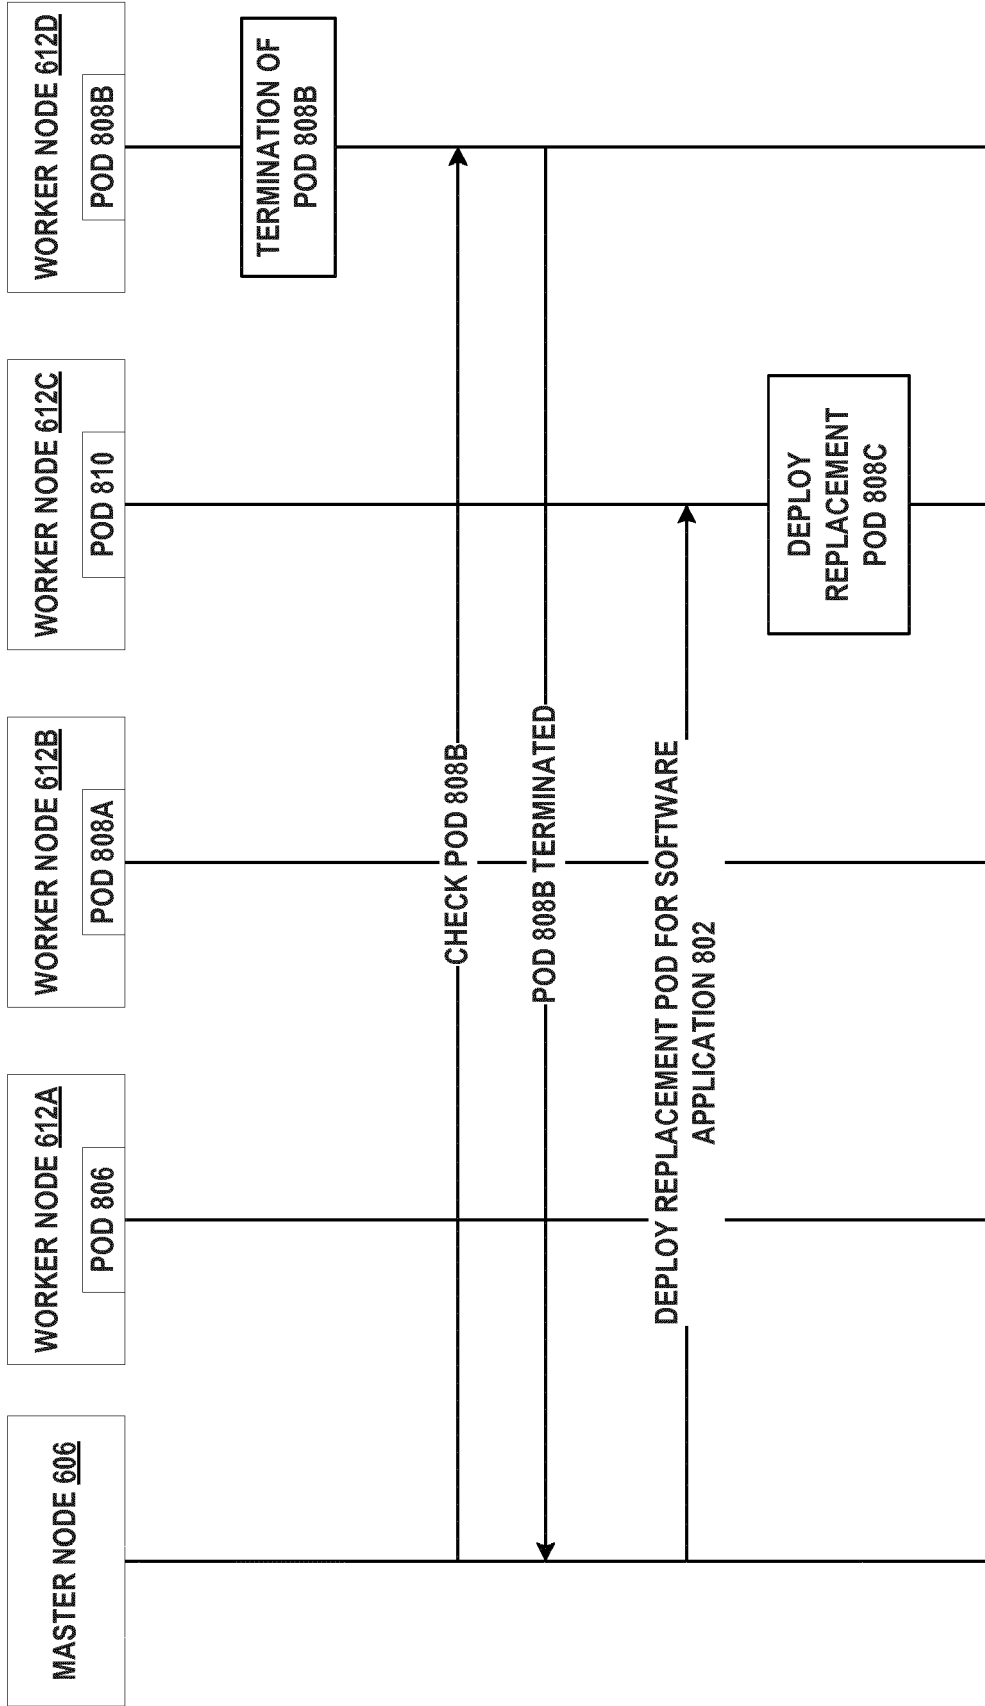 MASTER NODE 606
WORKER NODE 612A
POD 806
WORKER NODE 612B
POD 808A
WORKER NODE 612C
POD 810
WORKER NODE 612D
POD 808B
TERMINATION OF
POD 808B
CHECK POD 808B
POD 808B TERMINATED
DEPLOY REPLACEMENT POD FOR SOFTWARE
APPLICATION 802
DEPLOY
REPLACEMENT
POD 808C